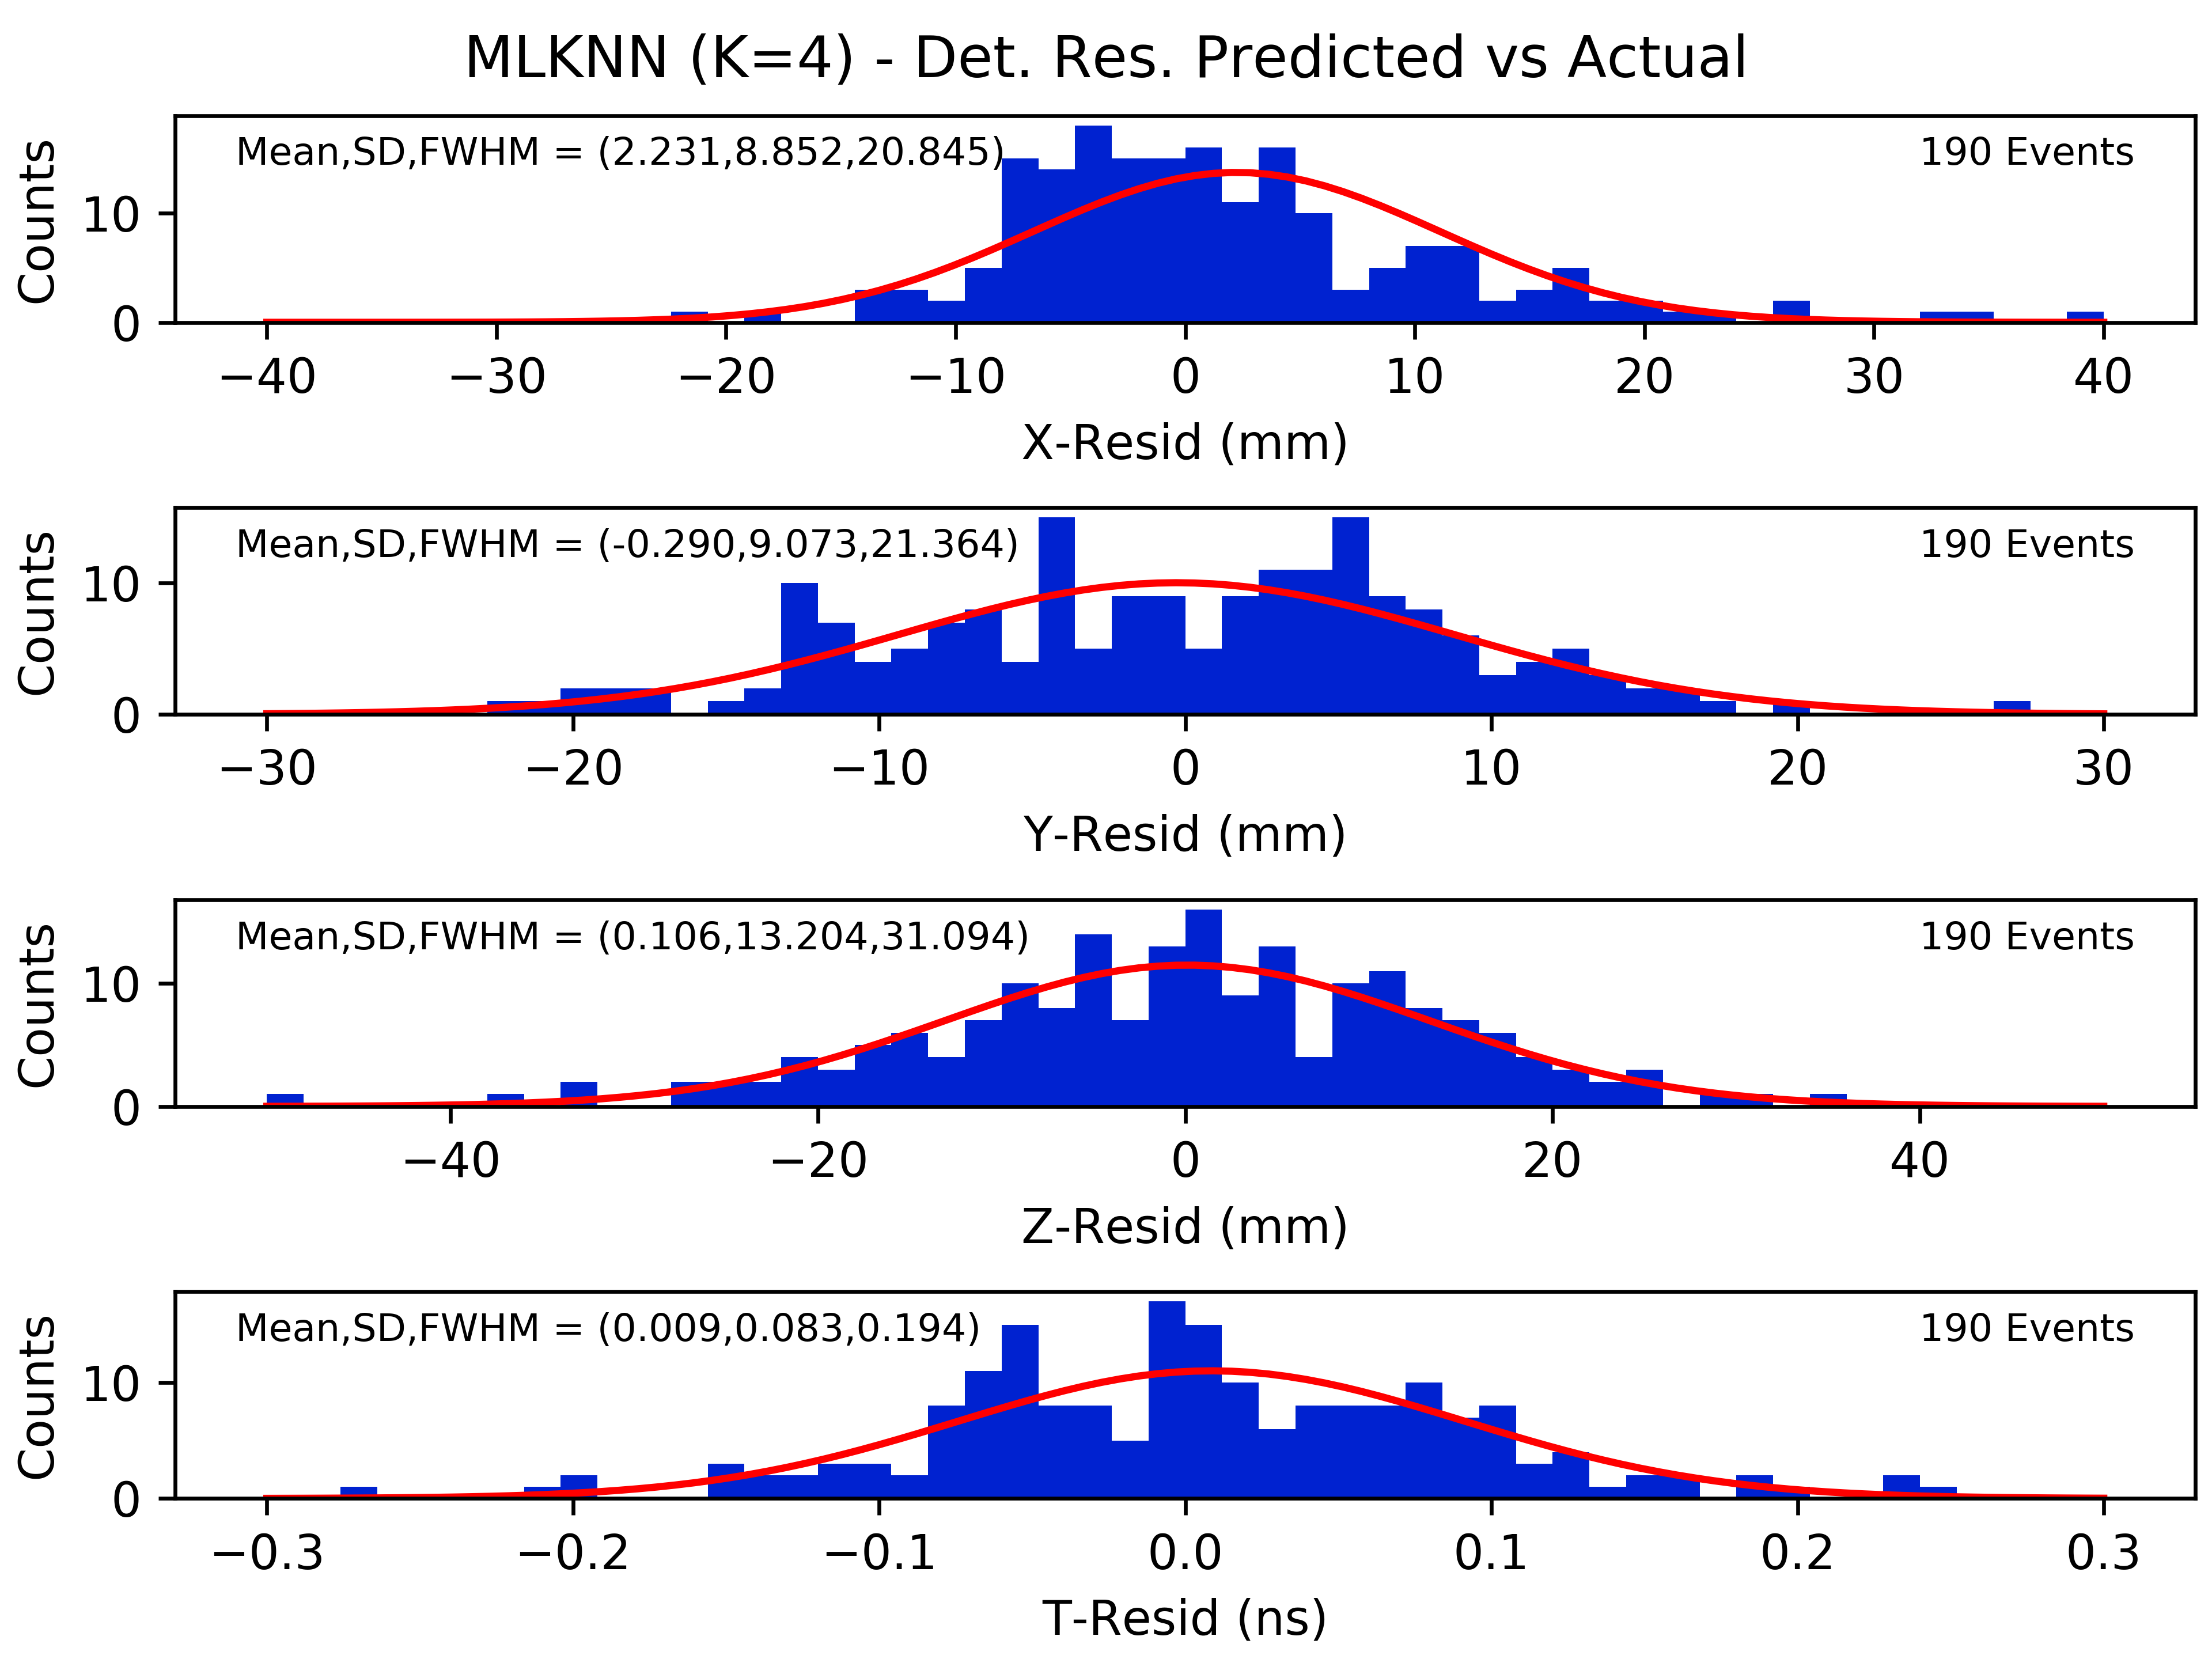 MLKNN (K=4) - Det. Res. Predicted vs Actual
Mean,SD,FWHM = (2.231,8.852,20.845)
190 Events
Counts
10
0
−40 −30 −20 −10 0 10 20 30 40
X-Resid (mm)
Mean,SD,FWHM = (-0.290,9.073,21.364)
190 Events
Counts
10
0
−30 −20 −10 0 10 20 30
Y-Resid (mm)
Mean,SD,FWHM = (0.106,13.204,31.094)
190 Events
Counts
10
0
−40 −20 0 20 40
Z-Resid (mm)
Mean,SD,FWHM = (0.009,0.083,0.194)
190 Events
Counts
10
0
−0.3 −0.2 −0.1 0.0 0.1 0.2 0.3
T-Resid (ns)